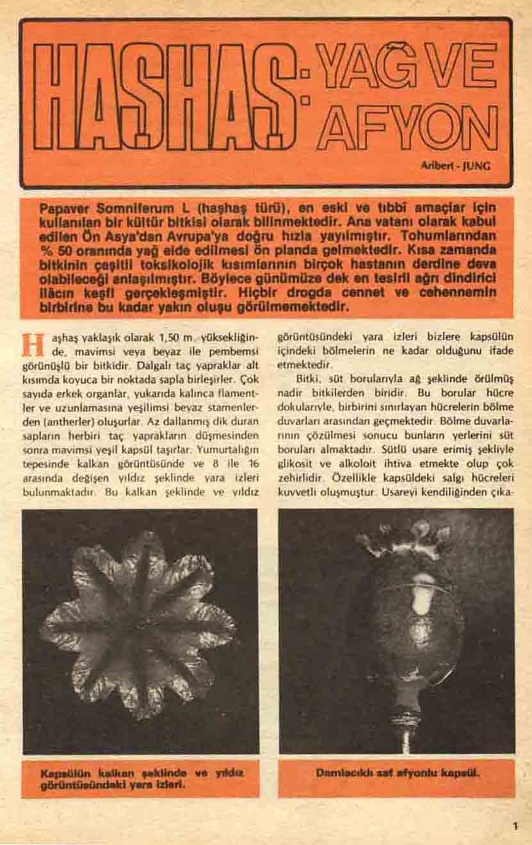 HAŞHAŞ: YAĞ VE
AFYON
Aribert - JUNG
Papaver Somniferum L (haşhaş türü), en eski ve tıbbi amaçlar için
kullanılan bir kültür bitkisi olarak bilinmektedir. Ana vatanı olarak kabul
edilen Ön Asya'dan Avrupa'ya doğru hızla yayılmıştır. Tohumlarından
% 50 oranında yağ elde edilmesi ön planda gelmektedir. Kısa zamanda
bitkinin çeşitli toksikolojik kısımlarının birçok hastanın derdine deva
olabileceği anlaşılmıştır. Böylece günümüze dek en tesirli ağrı dindirici
ilâcın keşfi gerçekleşmiştir. Hiçbir drogda cennet ve cehennemin
birbirine bu kadar yakın oluşu görülmemektedir.
Haşhaş yaklaşık olarak 1,50 m. yüksekliğin-
de, mavimsi veya beyaz ile pembemsi
görünüşlü bir bitkidir. Dalgalı taç yapraklar alt
kısımda koyuca bir noktada sapla birleşirler. Çok
sayıda erkek organlar, yukarıda kalınca flament-
ler ve uzunlamasına yeşilimsi beyaz stamenler-
den (antherler) oluşurlar. Az dallanmış dik duran
sapların herbiri taç yaprakların düşmesinden
sonra mavimsi yeşil kapsül taşırlar. Yumurtalığın
tepesinde kalkan görüntüsünde ve 8 ile 16
arasında değişen yıldız şeklinde yara izleri
bulunmaktadır. Bu kalkan şeklinde ve yıldız
görüntüsündeki yara izleri bizlere kapsülün
içindeki bölmelerin ne kadar olduğunu ifade
etmektedir.
Bitki, süt borularıyla ağ şeklinde örülmüş
nadir bitkilerden biridir. Bu borular hücre
dokularıyle, birbirini sınırlayan hücrelerin bölme
duvarları arasından geçmektedir. Bölme duvarla-
rının çözülmesi sonucu bunların yerlerini süt
boruları almaktadır. Sütlü usare erimiş şekliyle
glikosit ve alkoloit ihtiva etmekte olup çok
zehirlidir. Özellikle kapsüldeki salgı hücreleri
kuvvetli oluşmuştur. Usareyi kendiliğinden çıka-
Kapsülün kalkan şeklinde ve yıldız
görüntüsündeki yara izleri.
Damlacıklı saf afyonlu kapsül.
1